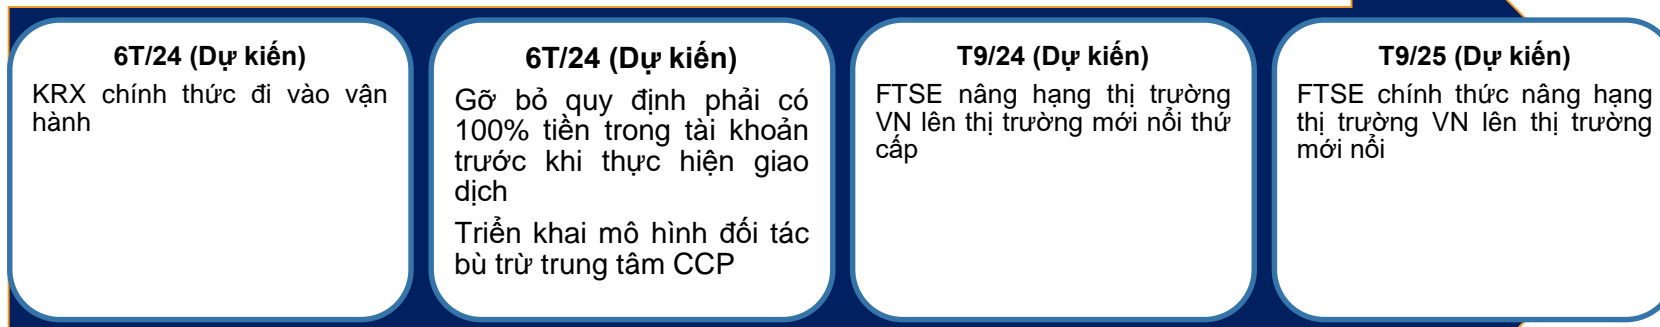 6T/24 (Dự kiến)
KRX chính thức đi vào vận
hành
6T/24 (Dự kiến)
Gỡ bỏ quy định phải có
100% tiền trong tài khoản
trước khi thực hiện giao
dịch
Triển khai mô hình đối tác
bù trừ trung tâm CCP
T9/24 (Dự kiến)
FTSE nâng hạng thị trường
VN lên thị trường mới nổi thứ
cấp
T9/25 (Dự kiến)
FTSE chính thức nâng hạng
thị trường VN lên thị trường
mới nổi